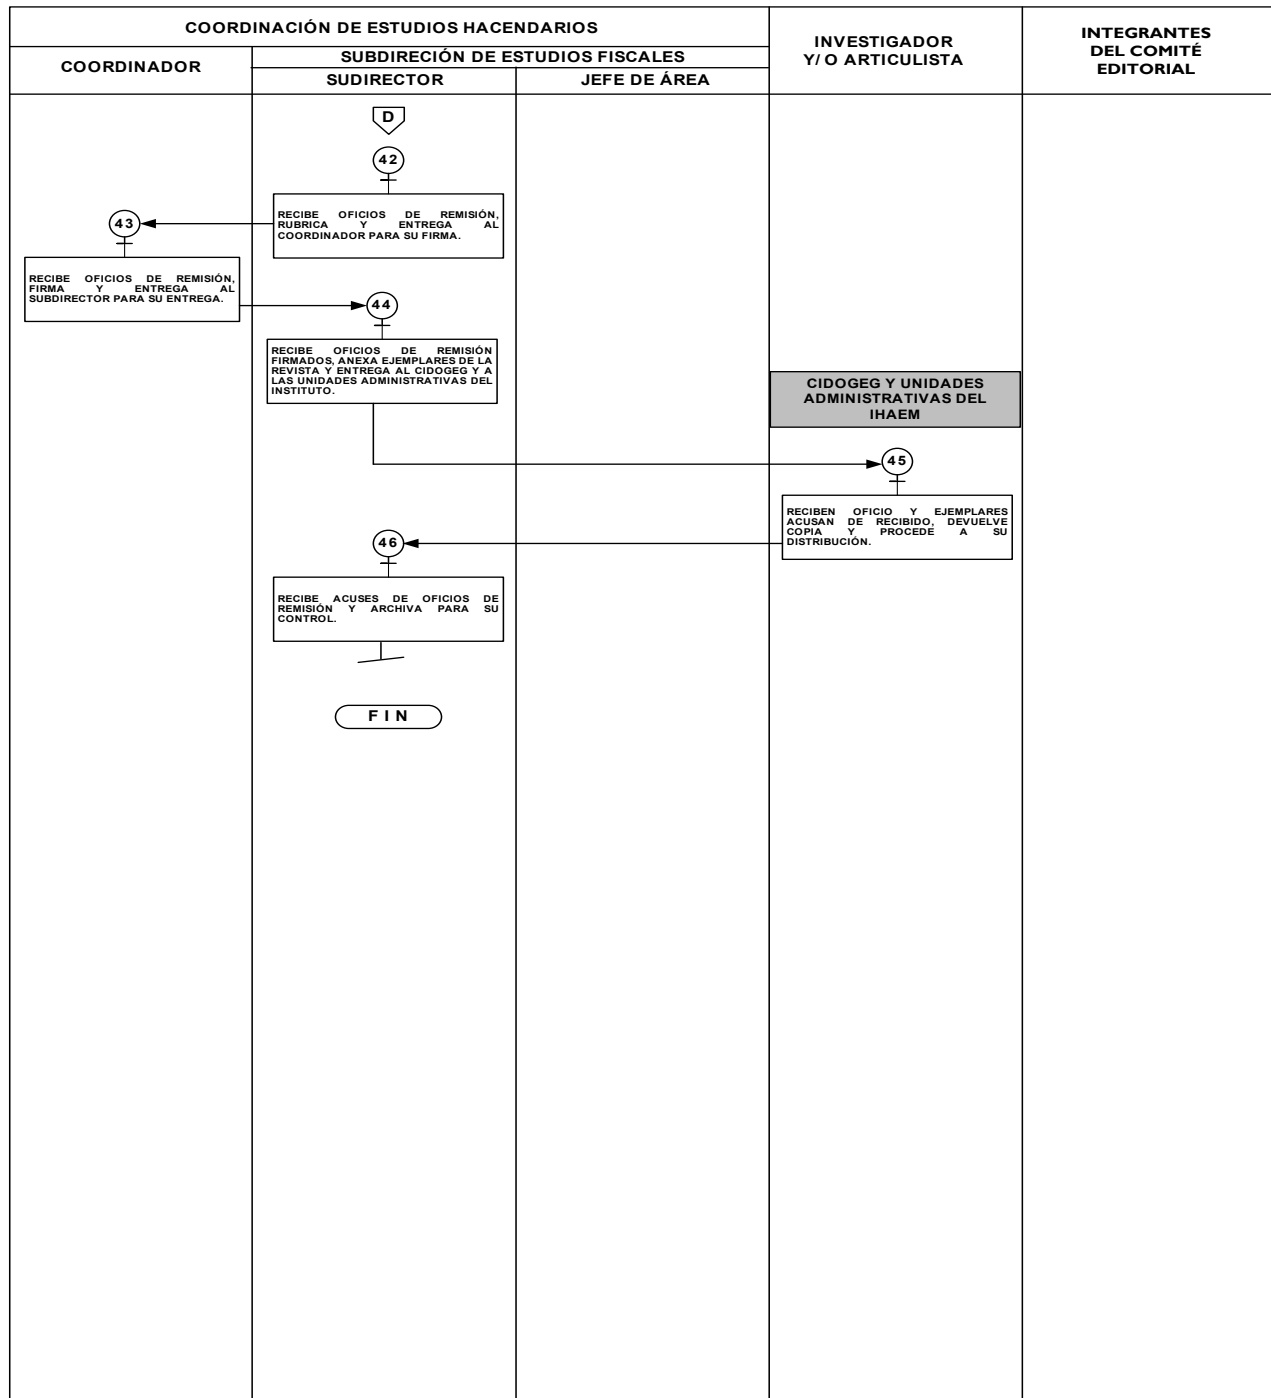 COORDINACIÓN DE ESTUDIOS HACENDARIOS
COORDINADOR
SUBDIRECIÓN DE ESTUDIOS FISCALES
SUDIRECTOR
JEFE DE ÁREA
INVESTIGADOR
Y/ O ARTICULISTA
INTEGRANTES
DEL COMITÉ
EDITORIAL
D
42
RECIBE OFICIOS DE REMISIÓN,
RUBRICA Y ENTREGA AL
COORDINADOR PARA SU FIRMA.
43
RECIBE OFICIOS DE REMISIÓN,
FIRMA Y ENTREGA AL
SUBDIRECTOR PARA SU ENTREGA.
44
RECIBE OFICIOS DE REMISIÓN
FIRMADOS, ANEXA EJEMPLARES DE LA
REVISTA Y ENTREGA AL CIDOGEG Y A
LAS UNIDADES ADMINISTRATIVAS DEL
INSTITUTO.
CIDOGEG Y UNIDADES
ADMINISTRATIVAS DEL
IHAEM
45
RECIBEN OFICIO Y EJEMPLARES
ACUSAN DE RECIBIDO, DEVUELVE
COPIA Y PROCEDE A SU
DISTRIBUCIÓN.
46
RECIBE ACUSES DE OFICIOS DE
REMISIÓN Y ARCHIVA PARA SU
CONTROL.
F I N